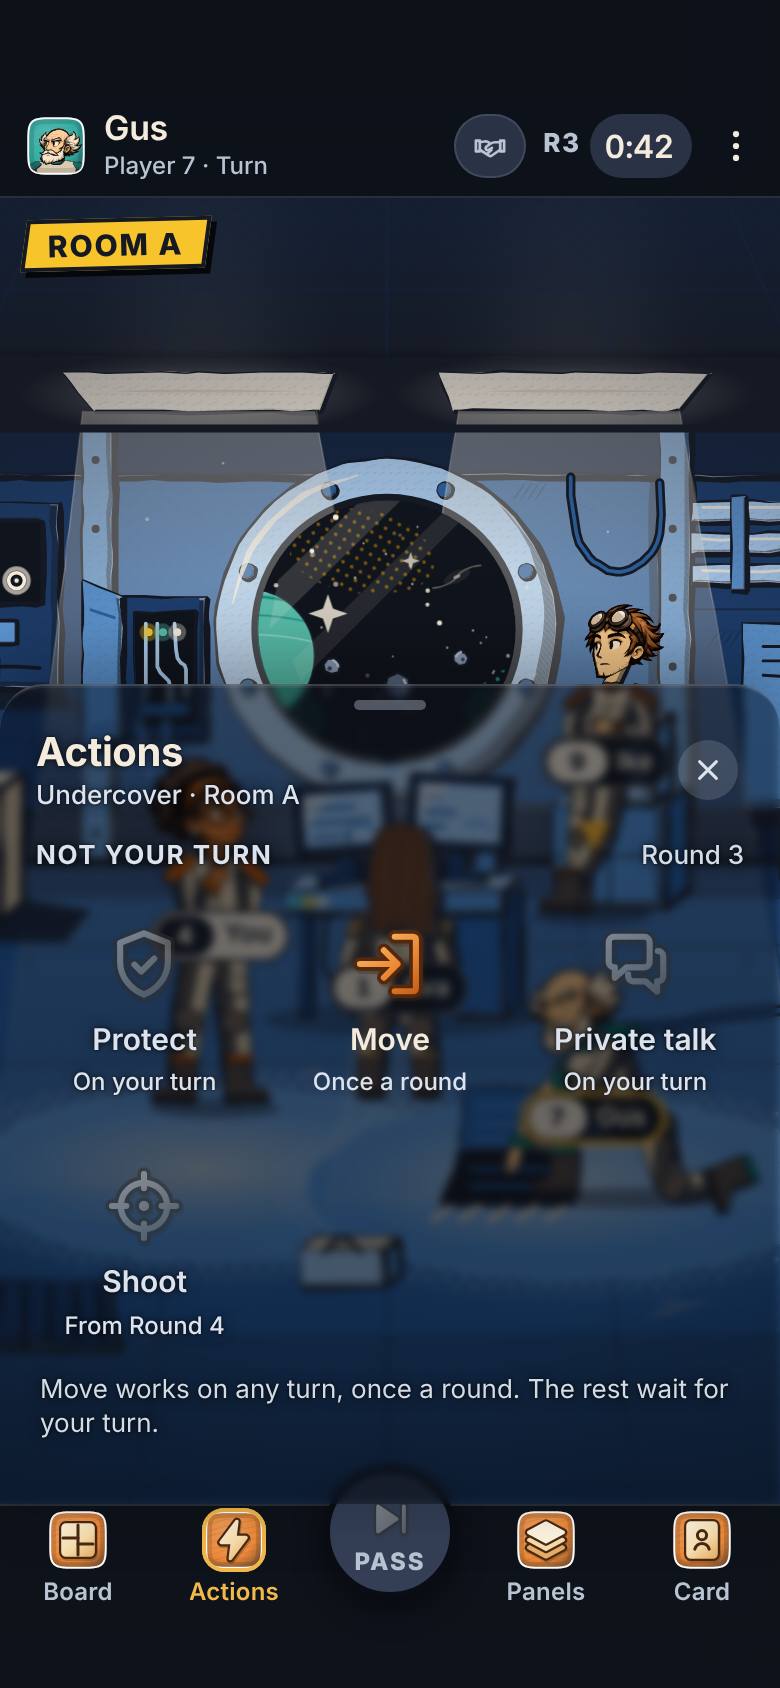 Gus
Player 7 · Turn
R3
0:42
ROOM A
Actions
Undercover · Room A
NOT YOUR TURN
Round 3
Protect
On your turn
Move
Once a round
Private talk
On your turn
Shoot
From Round 4
Move works on any turn, once a round. The rest wait for
your turn.
Board
Actions
PASS
Panels
Card